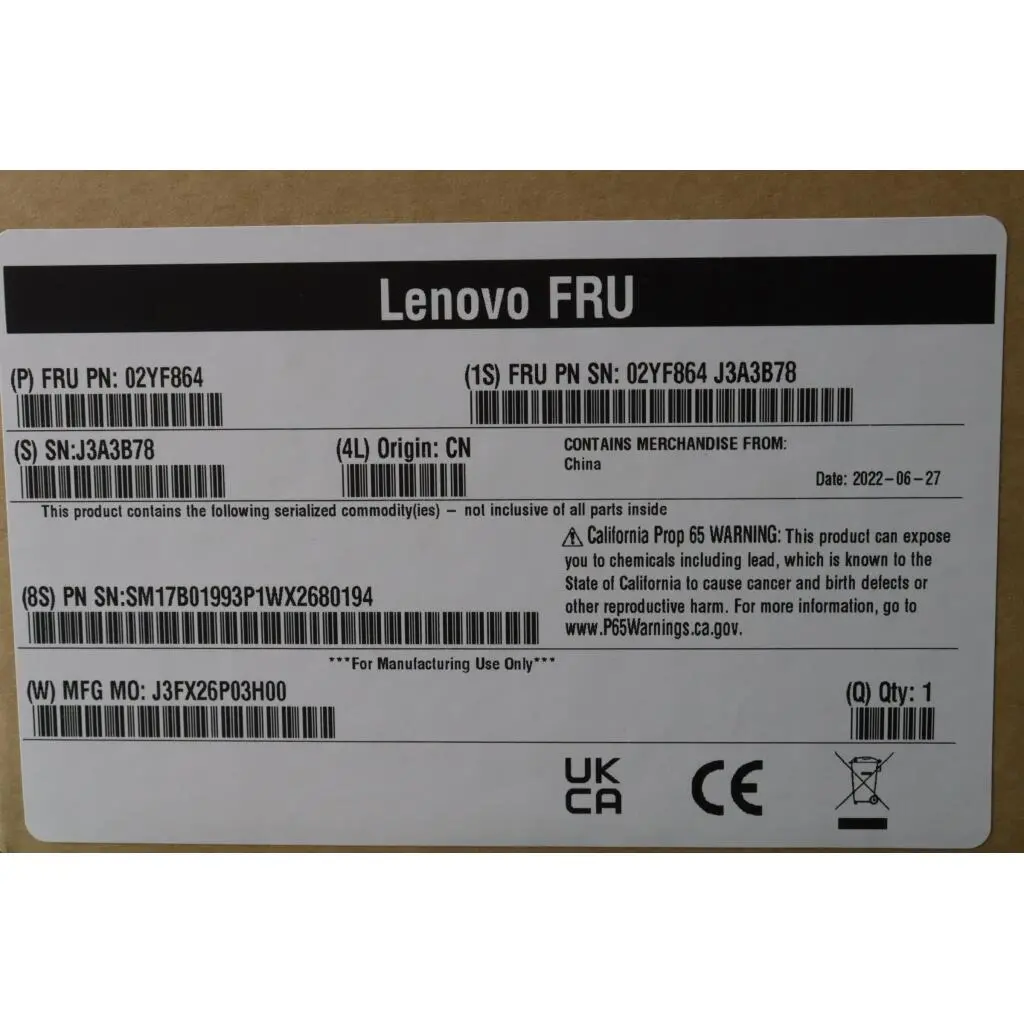 Lenovo FRU
(P) FRU PN: 02YF864
(1S) FRU PN SN: 02YF864 J3A3B78
(S) SN:J3A3B78
(4L) Origin: CN
CONTAINS MERCHANDISE FROM:
China
Date: 2022-06-27
This product contains the following serialized commodity(ies) – not inclusive of all parts inside
⚠ California Prop 65 WARNING: This product can expose
you to chemicals including lead, which is known to the
State of California to cause cancer and birth defects or
other reproductive harm. For more information, go to
www.P65Warnings.ca.gov.
(8S) PN SN:SM17B01993P1WX2680194
***For Manufacturing Use Only***
(W) MFG MO: J3FX26P03H00
(Q) Qty: 1
UK
CA
CE